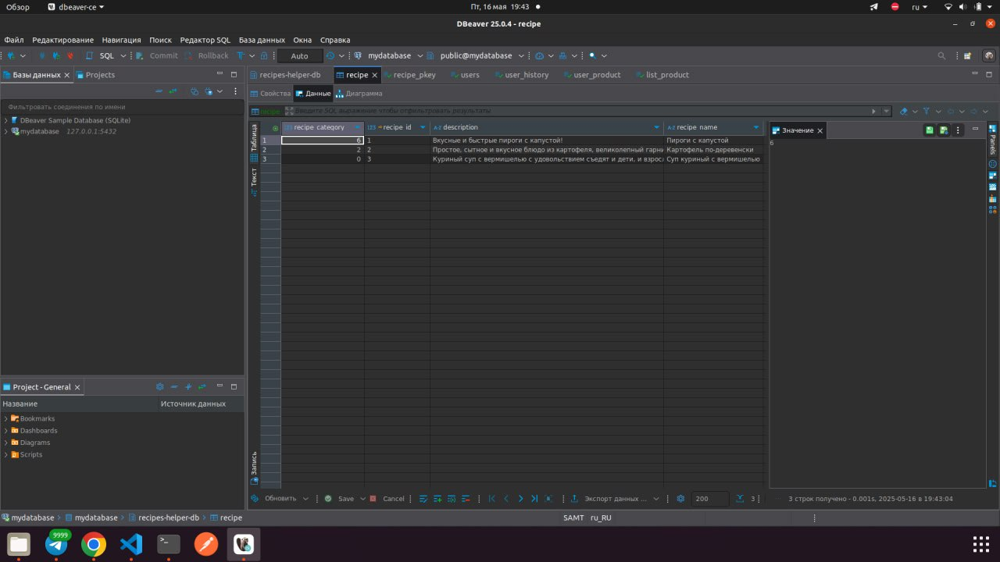 Обзор dbeaver-ce Пт, 16 мая 19:43 ru
DBeaver 25.0.4 - recipe
Файл Редактирование Навигация Поиск Редактор SQL База данных Окна Справка
SQL Commit Rollback Auto mydatabase public@mydatabase
Базы данных Projects recipes-helper-db recipe recipe_pkey users user_history user_product list_product
Свойства Данные Диаграмма
Фильтровать соединения по имени recipe Введите SQL выражение чтобы отфильтровать результаты
DBeaver Sample Database (SQLite)
mydatabase 127.0.0.1:5432
Таблица
Текст
Запись
123 recipe_category 123 recipe_id A-Z description A-Z recipe_name
1 6 1 Вкусные и быстрые пироги с капустой! Пироги с капустой
2 2 2 Простое, сытное и вкусное блюдо из картофеля, великолепный гарни Картофель по-деревенски
3 0 3 Куриный суп с вермишелью с удовольствием съедят и дети, и взрос Суп куриный с вермишелью
Значение
6
Panels
Project - General
Название Источник данных
Bookmarks
Dashboards
Diagrams
Scripts
Обновить Save Cancel Экспорт данных ... 200 3 3 строк получено - 0.001s, 2025-05-16 в 19:43:04
mydatabase mydatabase recipes-helper-db recipe SAMT ru_RU
9999